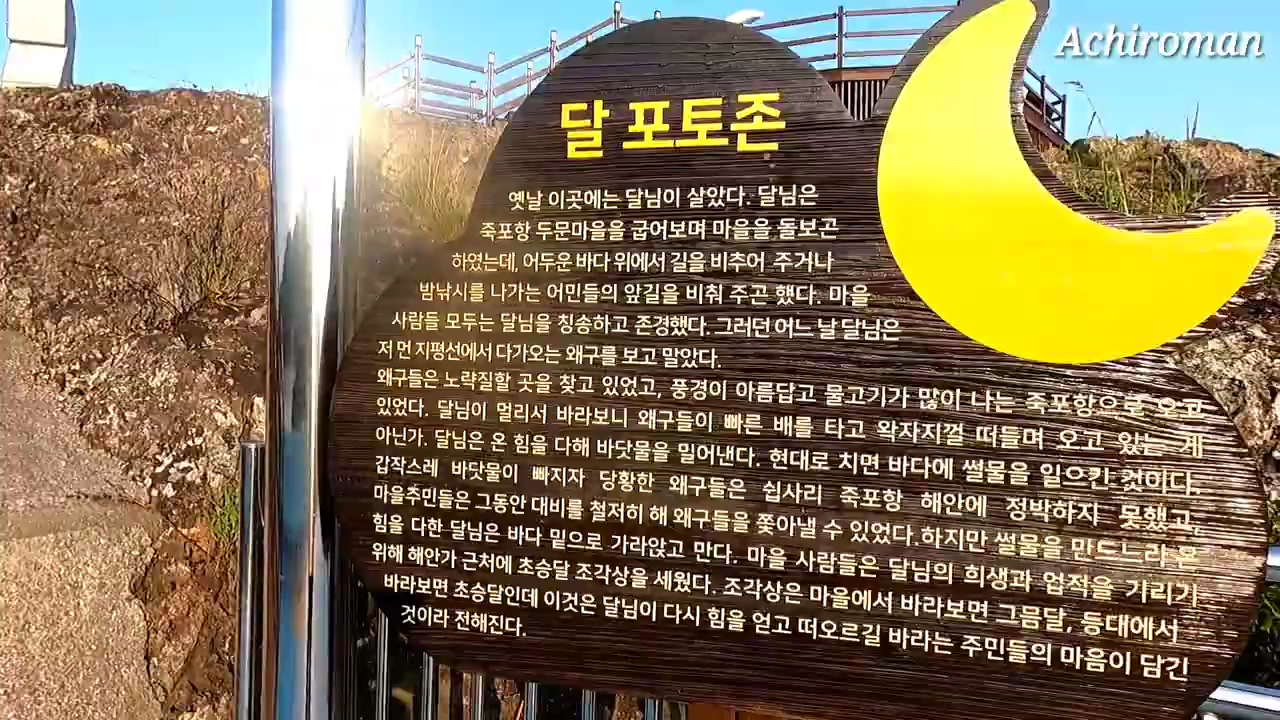 Achiroman
달 포토존
옛날 이곳에는 달님이 살았다. 달님은
죽포항 두문마을을 굽어보며 마을을 돌보곤
하였는데, 어두운 바다 위에서 길을 비추어 주거나
밤낚시를 나가는 어민들의 앞길을 비춰 주곤 했다. 마을
사람들 모두는 달님을 칭송하고 존경했다. 그러던 어느 날 달님은
저 먼 지평선에서 다가오는 왜구를 보고 말았다.
왜구들은 노략질할 곳을 찾고 있었고, 풍경이 아름답고 물고기가 많이 나는 죽포항으로 오고
있었다. 달님이 멀리서 바라보니 왜구들이 빠른 배를 타고 왁자지껄 떠들며 오고 있는 게
아닌가. 달님은 온 힘을 다해 바닷물을 밀어낸다. 현대로 치면 바다에 썰물을 일으킨 것이다.
갑작스레 바닷물이 빠지자 당황한 왜구들은 쉽사리 죽포항 해안에 정박하지 못했고,
마을주민들은 그동안 대비를 철저히 해 왜구들을 쫓아낼 수 있었다.하지만 썰물을 만드느라 온
힘을 다한 달님은 바다 밑으로 가라앉고 만다. 마을 사람들은 달님의 희생과 업적을 기리기
위해 해안가 근처에 초승달 조각상을 세웠다. 조각상은 마을에서 바라보면 그믐달, 등대에서
바라보면 초승달인데 이것은 달님이 다시 힘을 얻고 떠오르길 바라는 주민들의 마음이 담긴
것이라 전해진다.